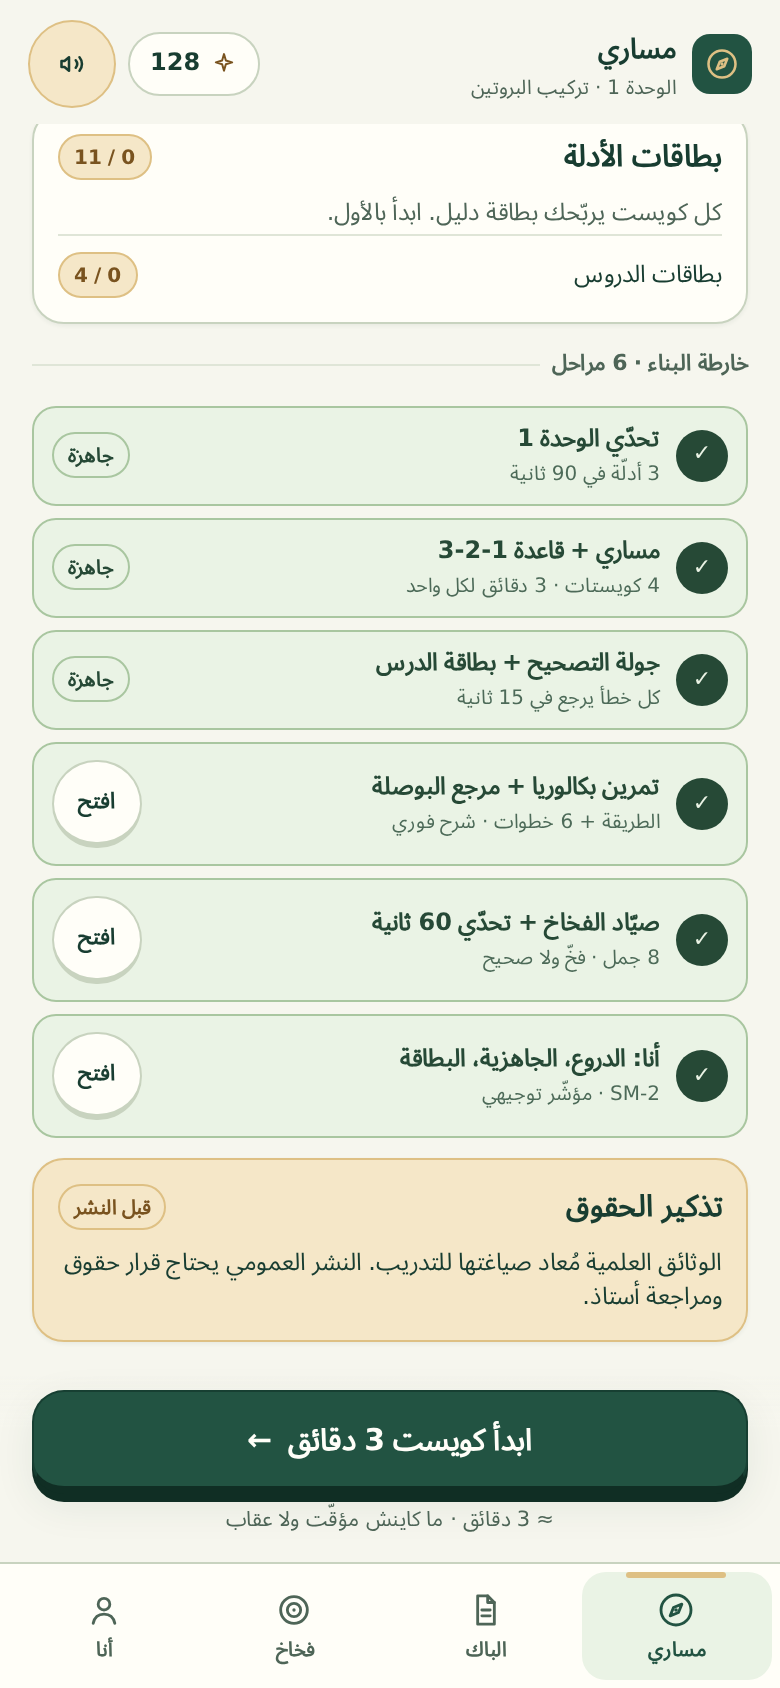 مساري
الوحدة 1 · تركيب البروتين
128
بطاقات الأدلة
11 / 0
كل كويست يربّحك بطاقة دليل. ابدأ بالأول.
بطاقات الدروس
4 / 0
خارطة البناء · 6 مراحل
تحدّي الوحدة 1
3 أدلّة في 90 ثانية
جاهزة
مساري + قاعدة 1-2-3
4 كويستات · 3 دقائق لكل واحد
جاهزة
جولة التصحيح + بطاقة الدرس
كل خطأ يرجع في 15 ثانية
جاهزة
تمرين بكالوريا + مرجع البوصلة
الطريقة + 6 خطوات · شرح فوري
افتح
صيّاد الفخاخ + تحدّي 60 ثانية
8 جمل · فخّ ولا صحيح
افتح
أنا: الدروع، الجاهزية، البطاقة
SM-2 · مؤشّر توجيهي
افتح
تذكير الحقوق
قبل النشر
الوثائق العلمية مُعاد صياغتها للتدريب. النشر العمومي يحتاج قرار حقوق
ومراجعة أستاذ.
ابدأ كويست 3 دقائق ←
≈ 3 دقائق · ما كاينش مؤقّت ولا عقاب
مساري
الباك
فخاخ
أنا